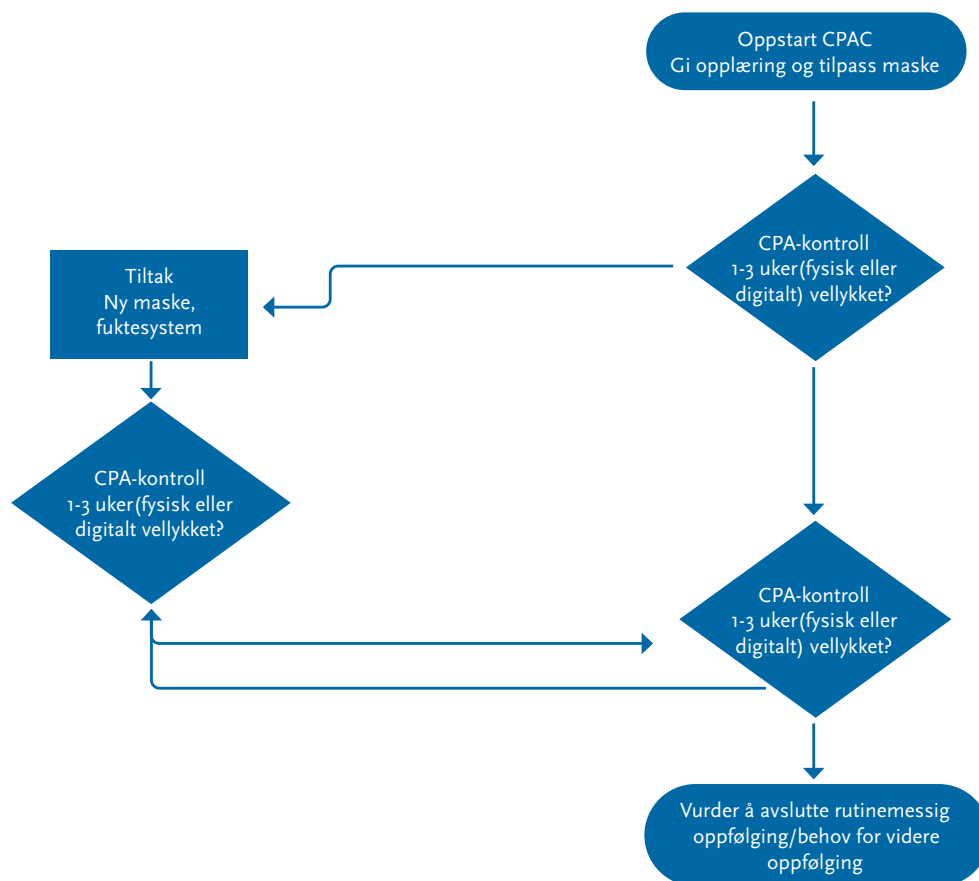 Oppstart CPAC
Gi opplæring og tilpass maske
CPA-kontroll
1-3 uker(fysisk eller
digitalt) vellykket?
Tiltak
Ny maske,
fuktesystem
CPA-kontroll
1-3 uker(fysisk eller
digitalt vellykket?
CPA-kontroll
1-3 uker(fysisk eller
digitalt) vellykket?
Vurder å avslutte rutinemessig
oppfølging/behov for videre
oppfølging